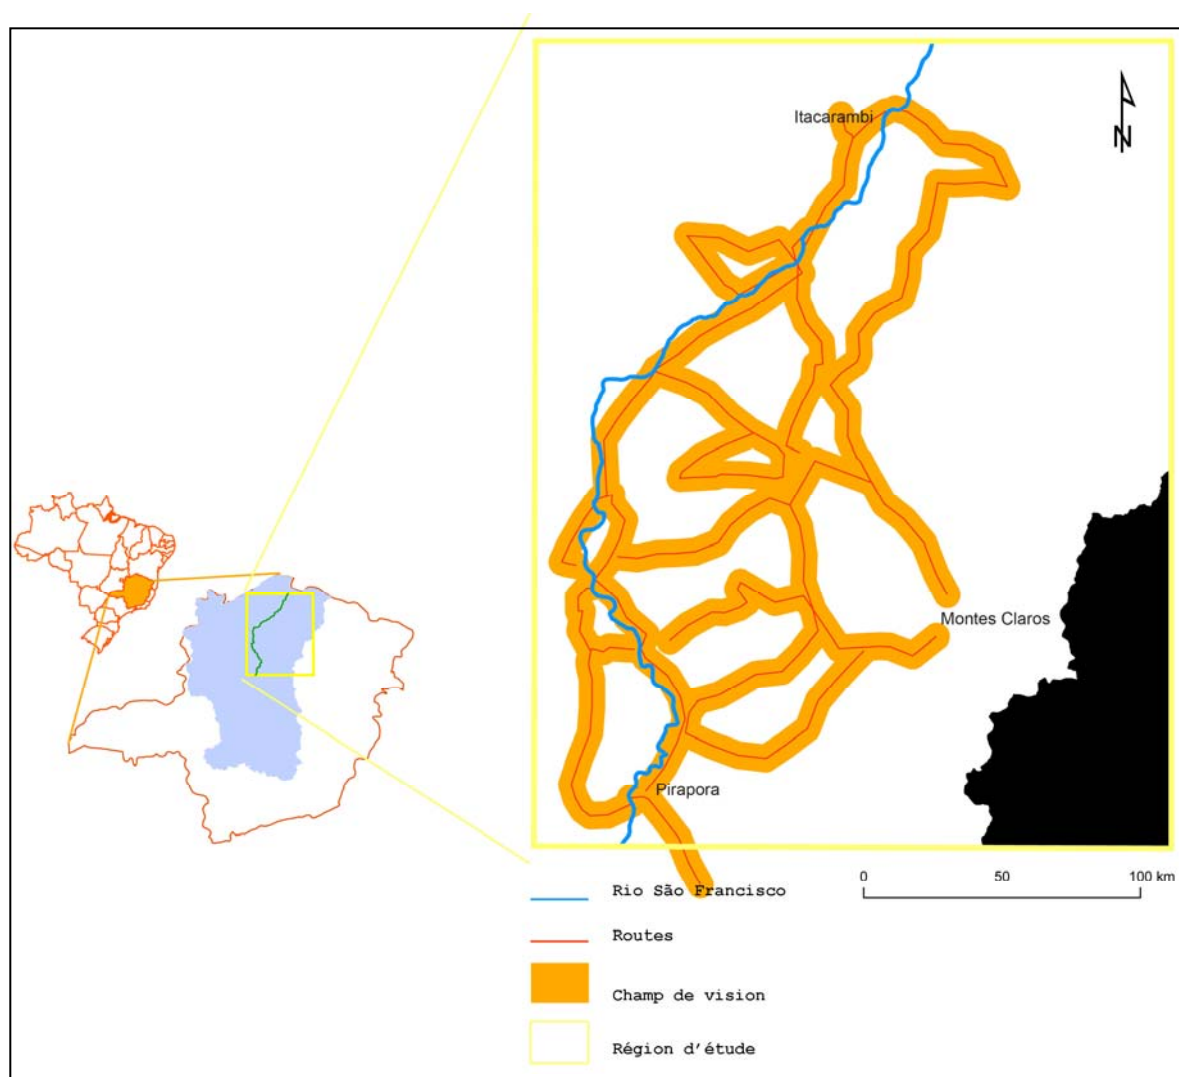 Itacarambi
N
Montes Claros
Pirapora
0 50 100 km
Rio São Francisco
Routes
Champ de vision
Région d'étude